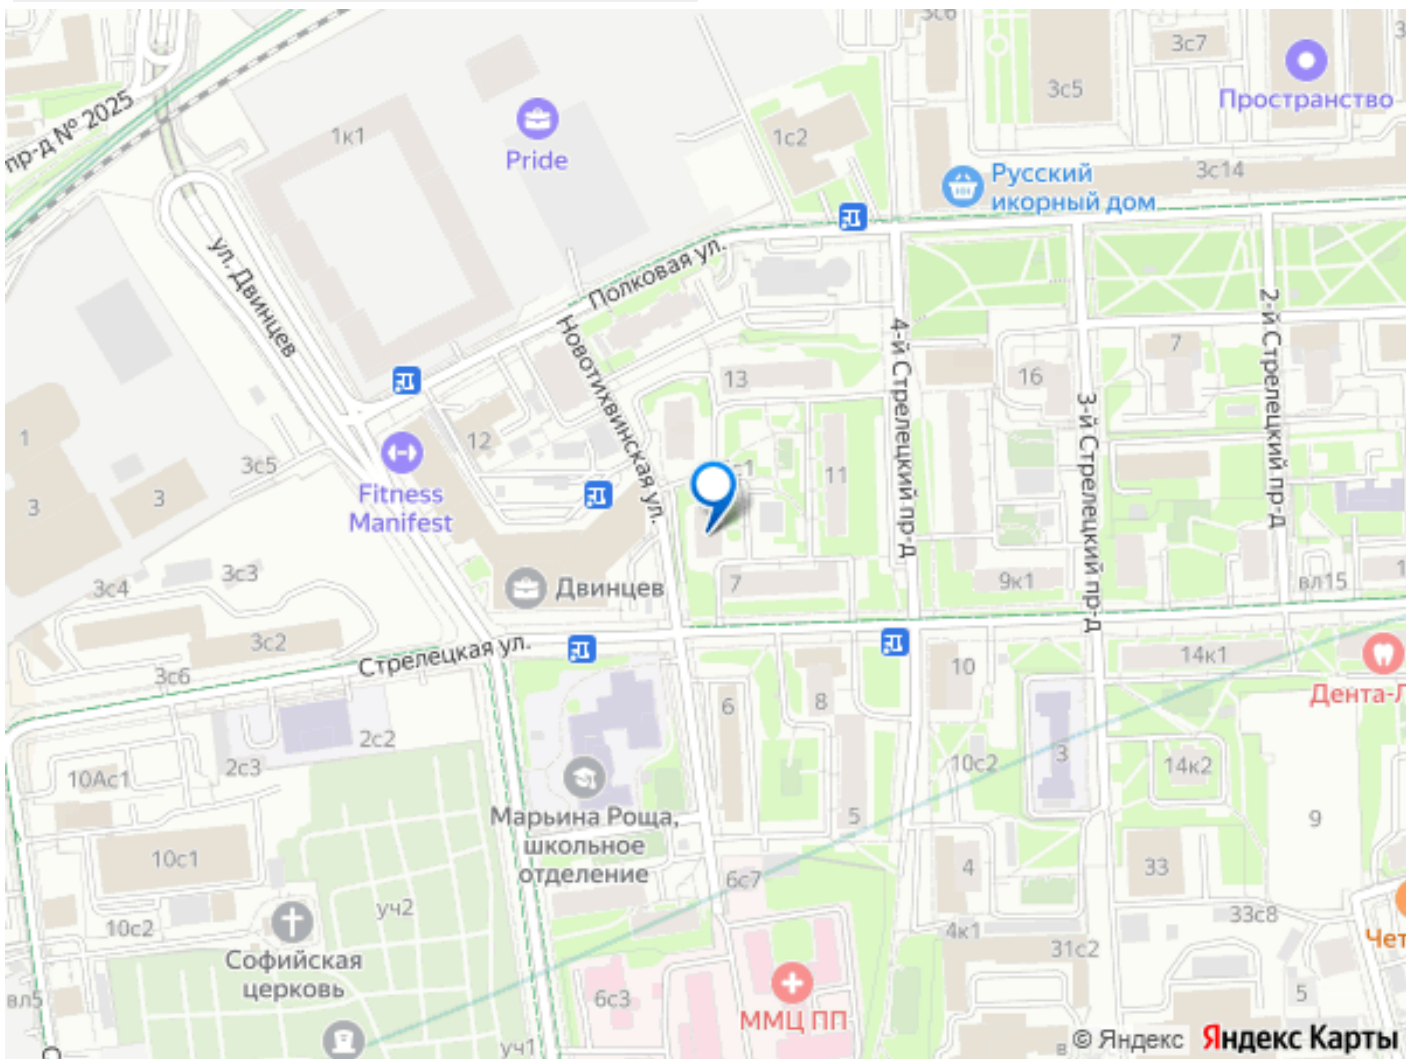 3с6
3с7
3с5
Пространство
пр-д № 2025
1к1
Pride
1с2
Русский
икорный дом
3с14
ул. Двинцев
Полковая ул.
Новотихвинская ул.
4-й Стрелецкий пр-д
3-й Стрелецкий пр-д
2-й Стрелецкий пр-д
7
16
13
12
11
1
3
3
3с5
Fitness
Manifest
с1
3с4
3с3
Двинцев
7
9к1
вл15
1
3с2
3с6
Стрелецкая ул.
10
14к1
Дента-Л
6
8
2с2
2с3
10Ас1
10с2
3
14к2
Марьина Роща,
школьное
отделение
5
9
10с1
4
33
6с7
уч2
10с2
33с8
4к1
31с2
Чет
Софийская
церковь
вл5
6с3
ММЦ ПП
5
уч1
в
© Яндекс Яндекс Карты